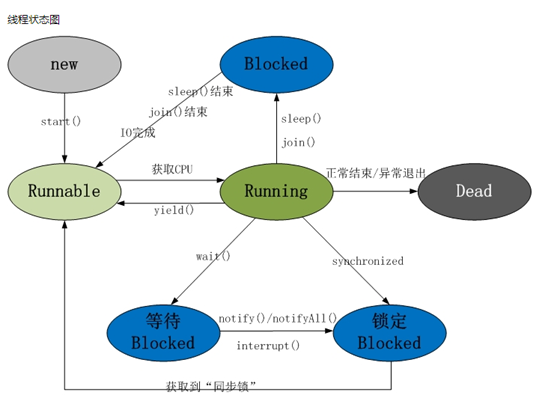 线程状态图
new
Blocked
sleep()结束
join()结束
IO完成
start()
sleep()
join()
Runnable
获取CPU
yield()
Running
正常结束/异常退出
Dead
wait()
synchronized
等待
Blocked
notify()/notifyAll()
interrupt()
锁定
Blocked
获取到“同步锁”